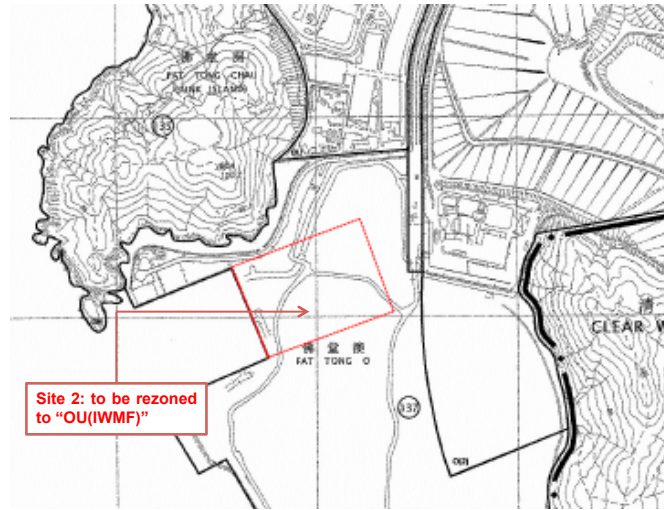 佛 堂 洲
FAT TONG CHAU
(JUNK ISLAND)
清
CLEAR W
佛 堂 澳
FAT TONG O
137
Site 2: to be rezoned
to “OU(IWMF)”